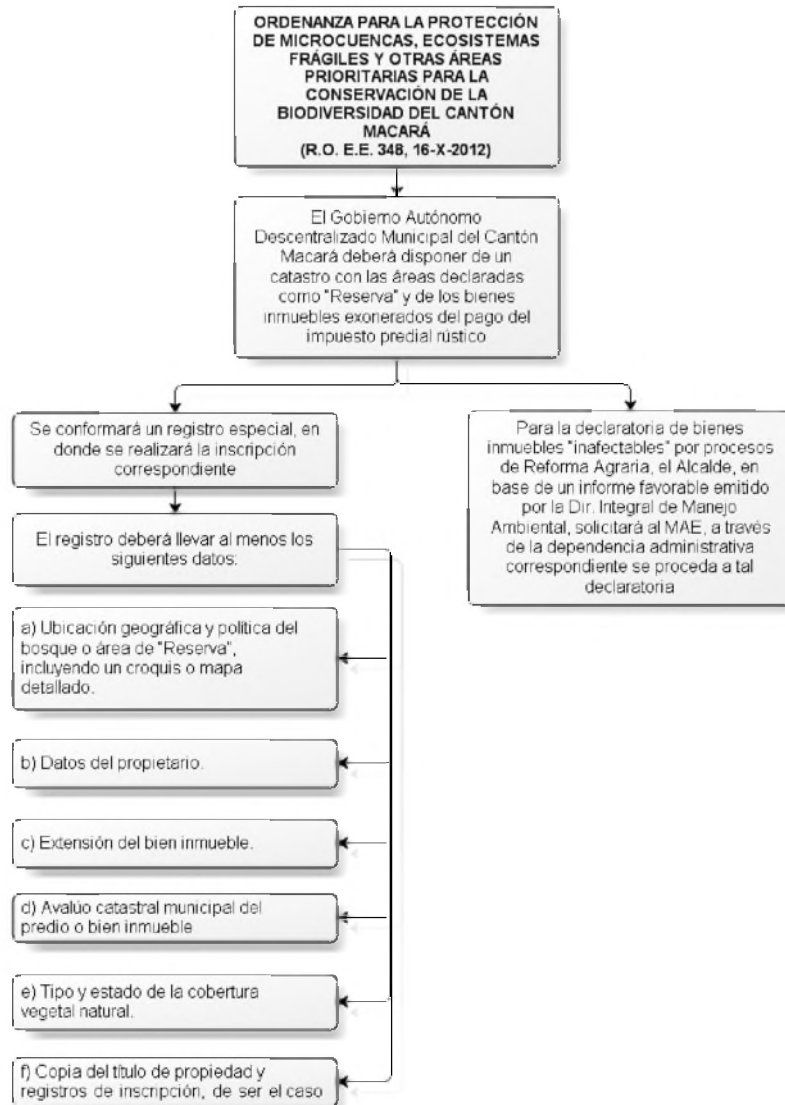 ORDENANZA PARA LA PROTECCIÓN
DE MICROCUENCAS, ECOSISTEMAS
FRÁGILES Y OTRAS ÁREAS
PRIORITARIAS PARA LA
CONSERVACIÓN DE LA
BIODIVERSIDAD DEL CANTÓN
MACARÁ
(R.O. E.E. 348, 16-X-2012)
El Gobierno Autónomo
Descentralizado Municipal del Cantón
Macará deberá disponer de un
catastro con las áreas declaradas
como "Reserva" y de los bienes
inmuebles exonerados del pago del
impuesto predial rústico
Se conformará un registro especial, en
donde se realizará la inscripción
correspondiente
El registro deberá llevar al menos los
siguientes datos:
a) Ubicación geográfica y política del
bosque o área de "Reserva",
incluyendo un croquis o mapa
detallado.
b) Datos del propietario.
c) Extensión del bien inmueble.
d) Avalúo catastral municipal del
predio o bien inmueble
e) Tipo y estado de la cobertura
vegetal natural.
f) Copia del título de propiedad y
registros de inscripción, de ser el caso
Para la declaratoria de bienes
inmuebles "inafectables" por procesos
de Reforma Agraria, el Alcalde, en
base de un informe favorable emitido
por la Dir. Integral de Manejo
Ambiental, solicitará al MAE, a través
de la dependencia administrativa
correspondiente se proceda a tal
declaratoria